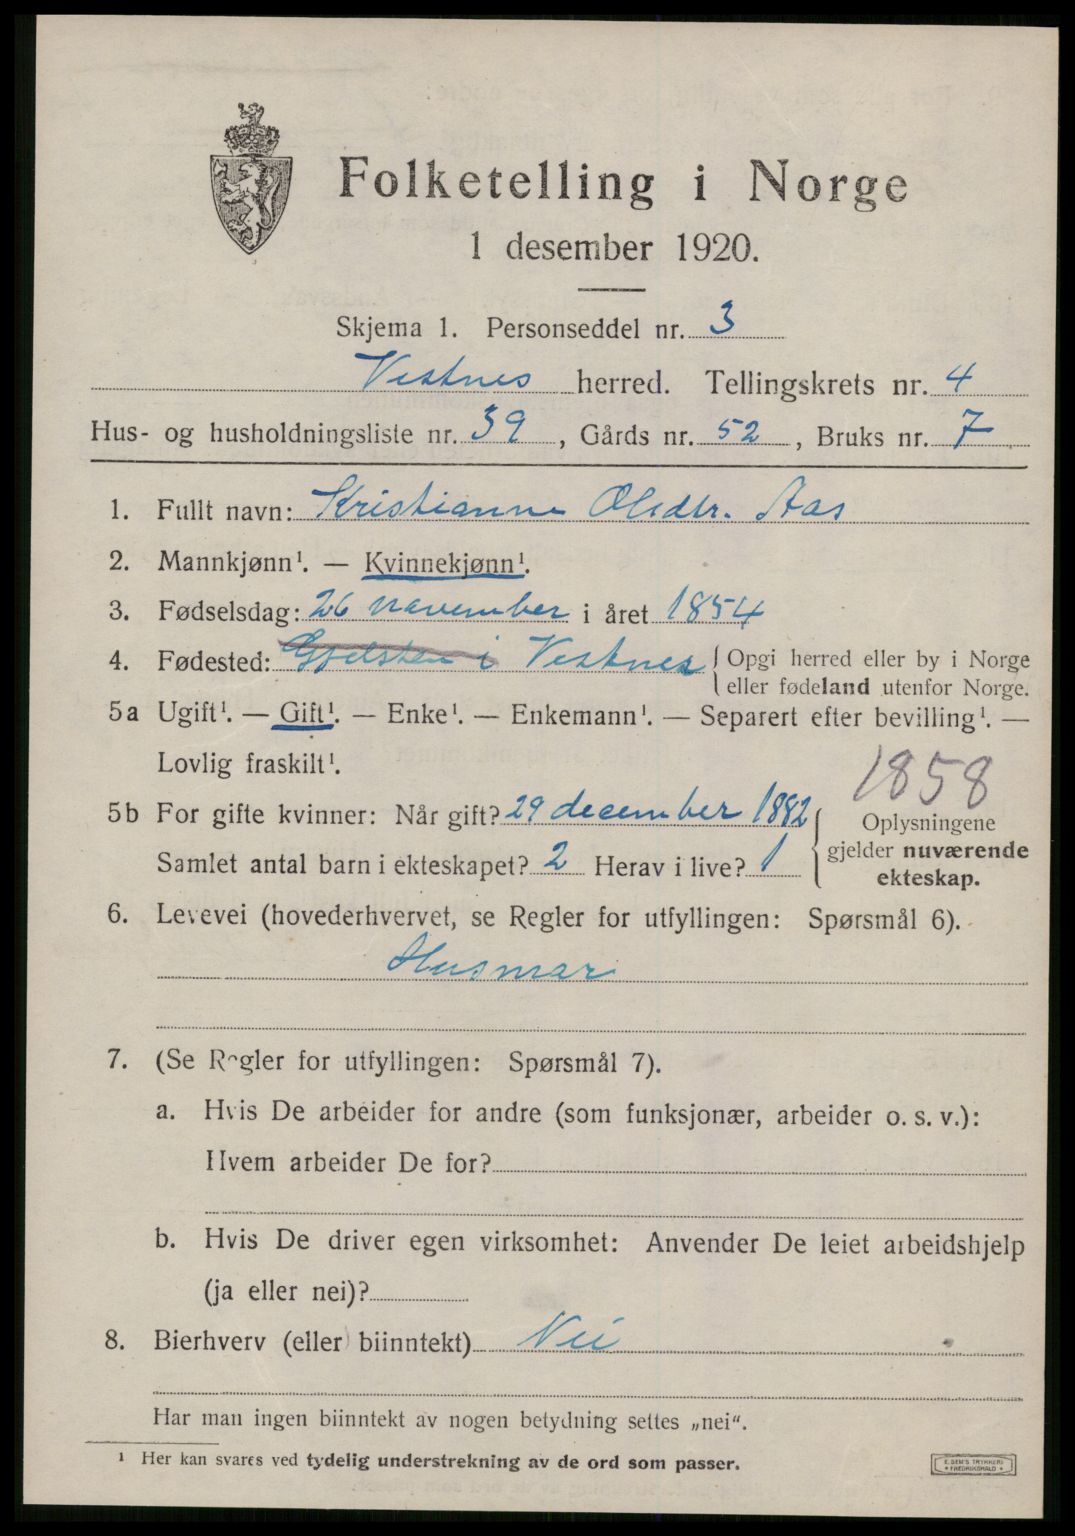 Folketelling i Norge
1 desember 1920.
Skjema 1. Personseddel nr. 3
Vestnes herred. Tellingskrets nr. 4
Hus- og husholdningsliste nr. 39, Gårds nr. 52, Bruks nr. 7
1. Fullt navn: Kristianne Olsdtr. Aas
2. Mannkjønn¹. — Kvinnekjønn¹.
3. Fødselsdag: 26 november i året 1854
4. Fødested: Gjelsten i Vestnes { Opgi herred eller by i Norge
eller fødeland utenfor Norge.
5a Ugift¹. — Gift¹. — Enke¹. — Enkemann¹. — Separert efter bevilling¹. —
Lovlig fraskilt¹.
1858
5b For gifte kvinner: Når gift? 29 december 1882
Samlet antal barn i ekteskapet? 2 Herav i live? 1
{ Oplysningene
gjelder nuværende
ekteskap.
6. Levevei (hovederhvervet, se Regler for utfyllingen: Spørsmål 6).
Husmor
7. (Se Regler for utfyllingen: Spørsmål 7).
a. Hvis De arbeider for andre (som funksjonær, arbeider o. s. v.):
Hvem arbeider De for?
b. Hvis De driver egen virksomhet: Anvender De leiet arbeidshjelp
(ja eller nei)?
8. Bierhverv (eller biinntekt) Nei
Har man ingen biinntekt av nogen betydning settes „nei“.
¹ Her kan svares ved tydelig understrekning av de ord som passer.
E. SEM'S TRYKKERI
FREDRIKSHALD